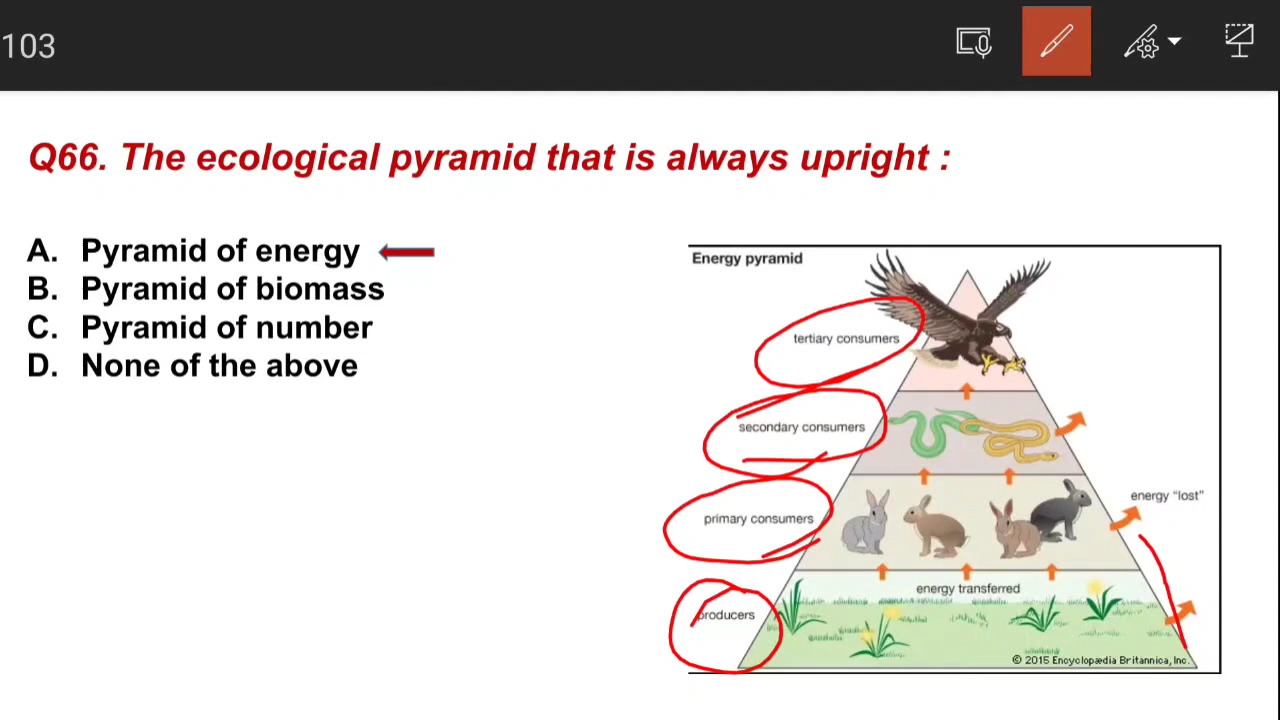 103
Q66. The ecological pyramid that is always upright :
A. Pyramid of energy
B. Pyramid of biomass
C. Pyramid of number
D. None of the above
Energy pyramid
tertiary consumers
secondary consumers
energy "lost"
primary consumers
energy transferred
producers
© 2015 Encyclopædia Britannica, Inc.